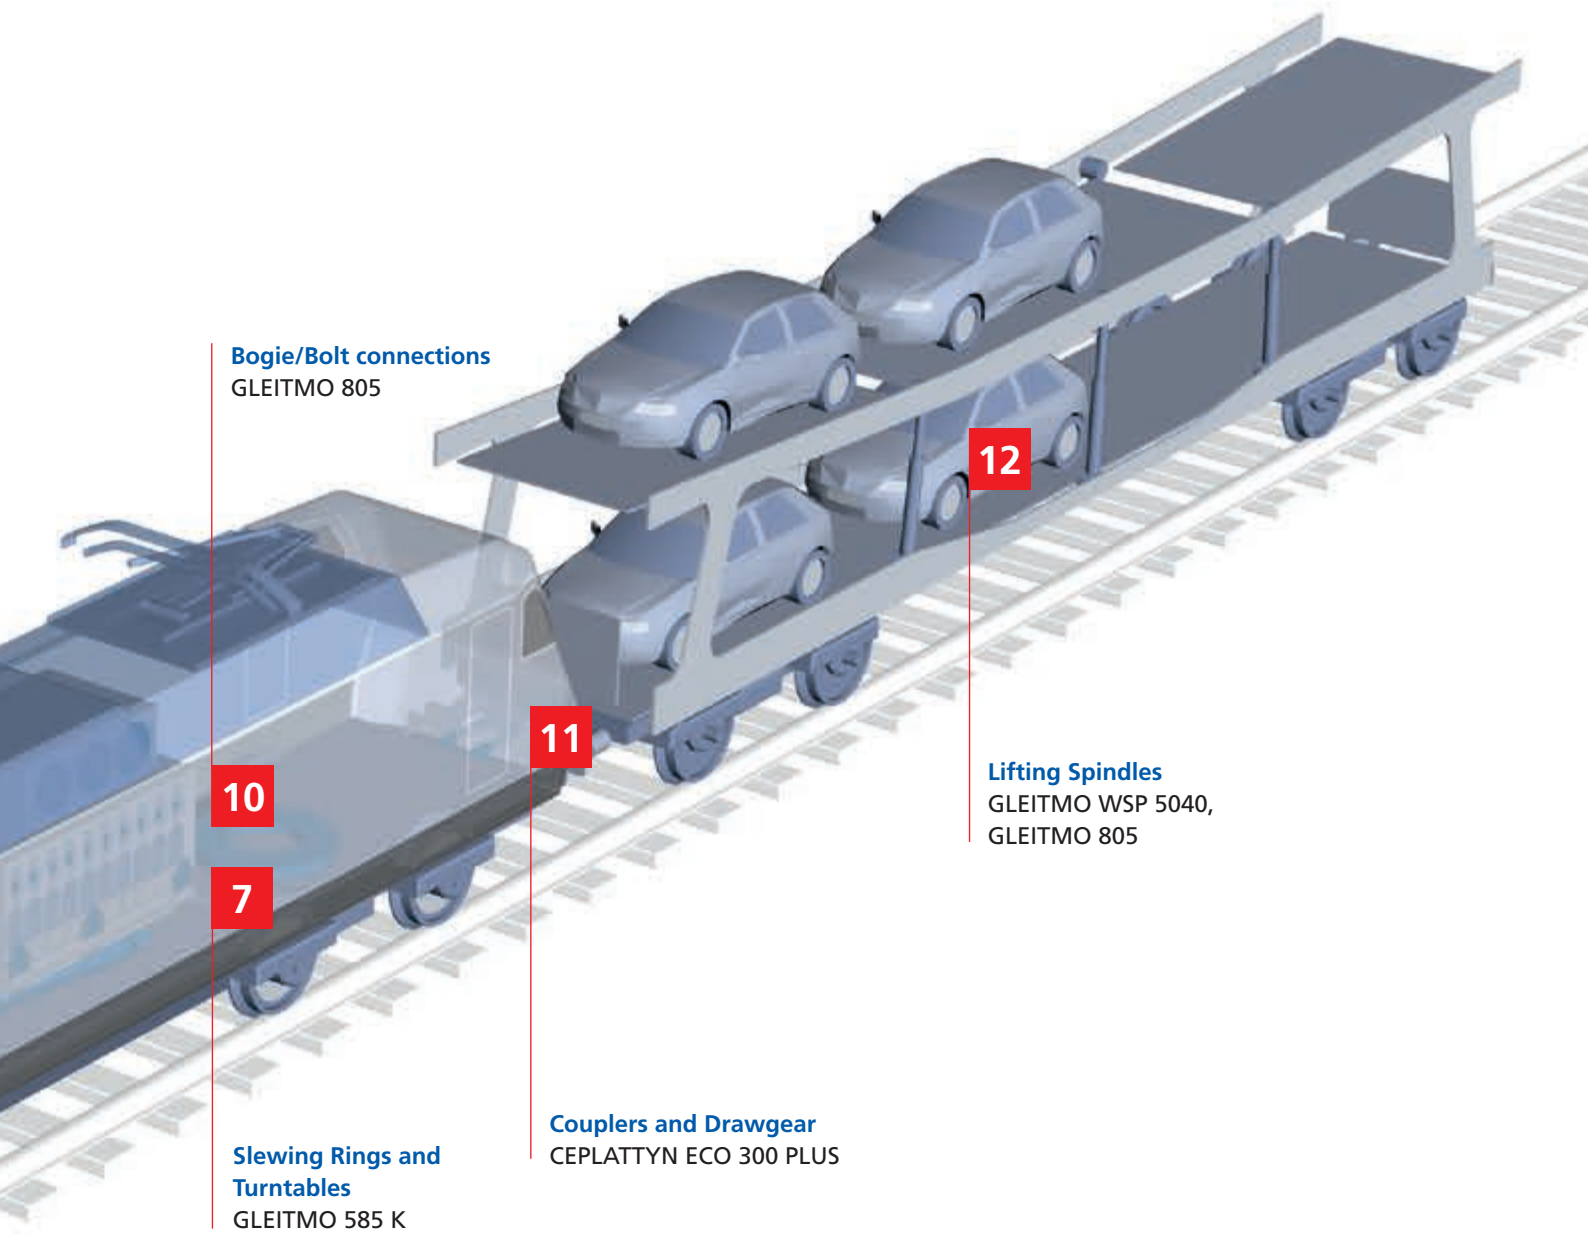 Bogie/Bolt connections
GLEITMO 805
12
11
10
7
Lifting Spindles
GLEITMO WSP 5040,
GLEITMO 805
Couplers and Drawgear
CEPLATTYN ECO 300 PLUS
Slewing Rings and
Turntables
GLEITMO 585 K